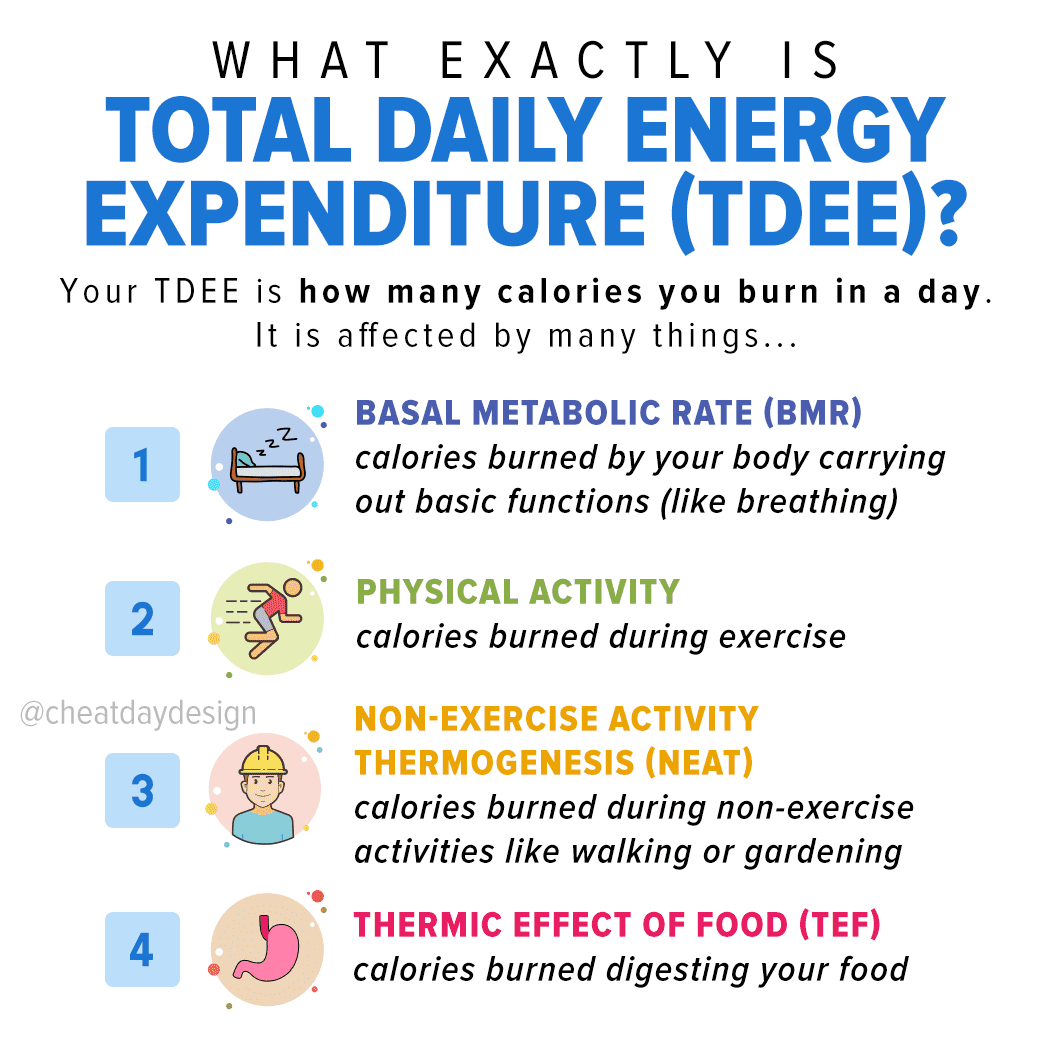 WHAT EXACTLY IS
TOTAL DAILY ENERGY
EXPENDITURE (TDEE)?
Your TDEE is how many calories you burn in a day.
It is affected by many things...
1
BASAL METABOLIC RATE (BMR)
calories burned by your body carrying
out basic functions (like breathing)
z z z Z
2
PHYSICAL ACTIVITY
calories burned during exercise
@cheatdaydesign
3
NON-EXERCISE ACTIVITY
THERMOGENESIS (NEAT)
calories burned during non-exercise
activities like walking or gardening
4
THERMIC EFFECT OF FOOD (TEF)
calories burned digesting your food